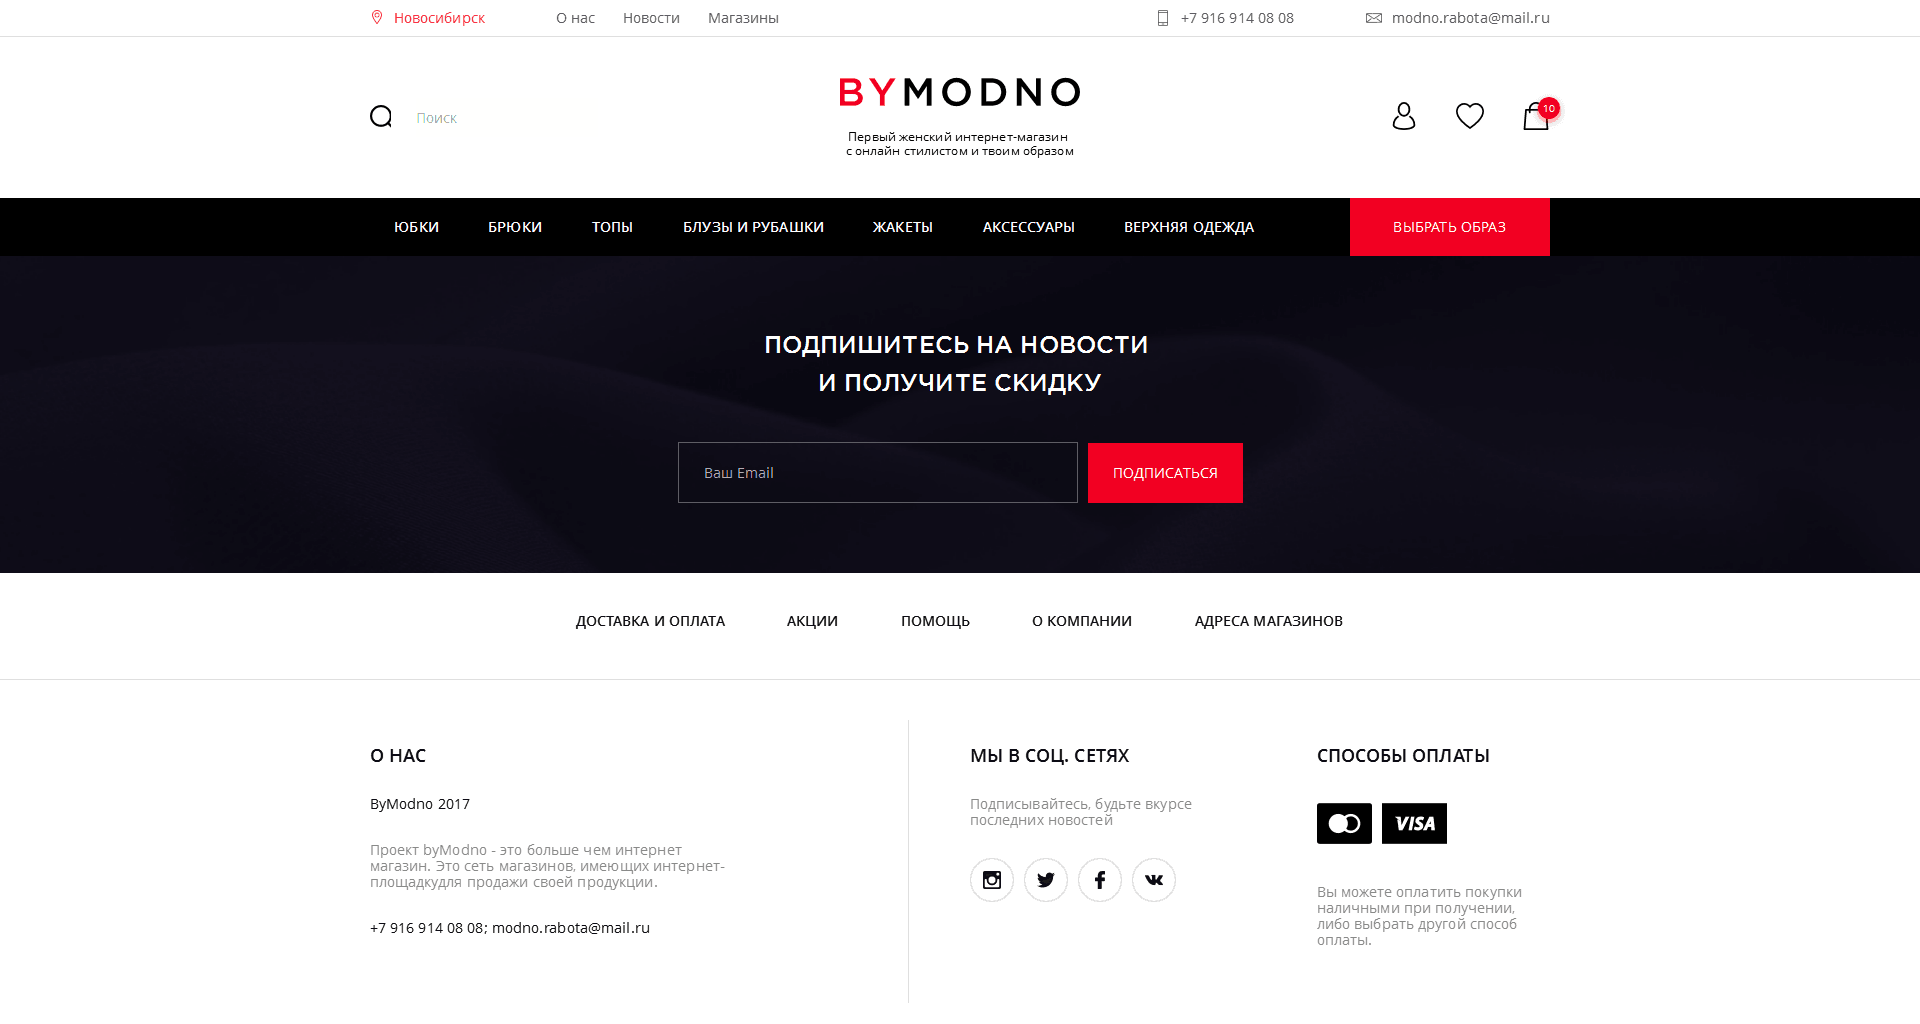 Новосибирск
О нас
Новости
Магазины
+7 916 914 08 08
modno.rabota@mail.ru
Поиск
BYMODNO
Первый женский интернет-магазин
с онлайн стилистом и твоим образом
10
ЮБКИ
БРЮКИ
ТОПЫ
БЛУЗЫ И РУБАШКИ
ЖАКЕТЫ
АКСЕССУАРЫ
ВЕРХНЯЯ ОДЕЖДА
ВЫБРАТЬ ОБРАЗ
ПОДПИШИТЕСЬ НА НОВОСТИ
И ПОЛУЧИТЕ СКИДКУ
Ваш Email
ПОДПИСАТЬСЯ
ДОСТАВКА И ОПЛАТА
АКЦИИ
ПОМОЩЬ
О КОМПАНИИ
АДРЕСА МАГАЗИНОВ
О НАС
ByModno 2017
Проект byModno - это больше чем интернет
магазин. Это сеть магазинов, имеющих интернет-
площадкудля продажи своей продукции.
+7 916 914 08 08; modno.rabota@mail.ru
МЫ В СОЦ. СЕТЯХ
Подписывайтесь, будьте вкурсе
последних новостей
СПОСОБЫ ОПЛАТЫ
VISA
Вы можете оплатить покупки
наличными при получении,
либо выбрать другой способ
оплаты.